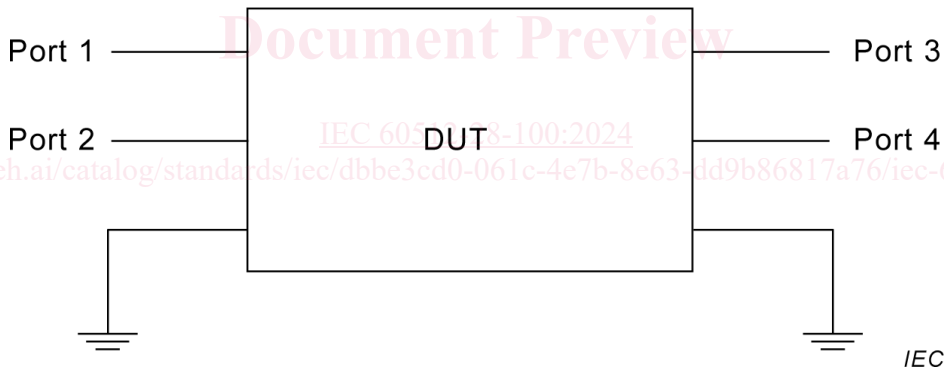 Document Preview
Port 1
Port 3
IEC 60512-28-100:2024
Port 2
DUT
Port 4
eh.ai/catalog/standards/iec/dbbe3cd0-061c-4e7b-8e63-dd9b86817a76/iec-6
IEC